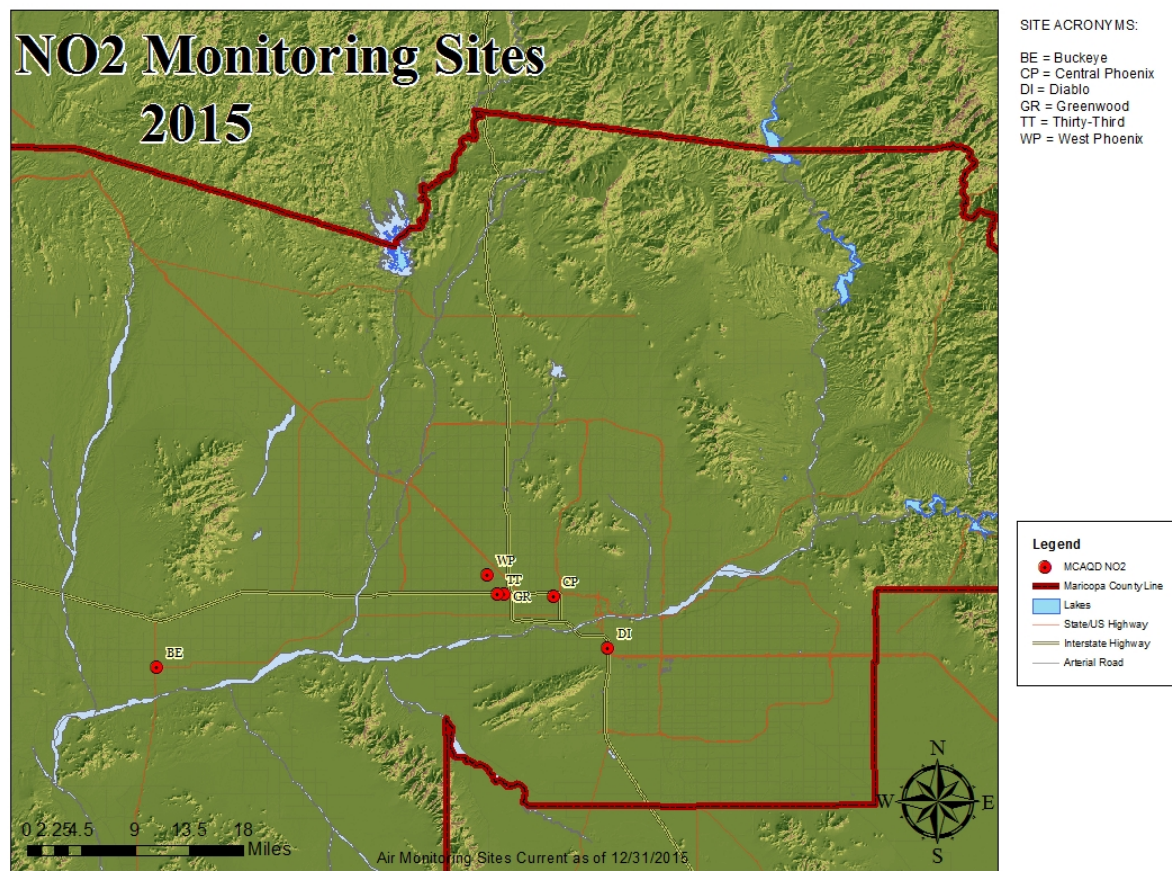 NO2 Monitoring Sites
2015
SITE ACRONYMS:
BE = Buckeye
CP = Central Phoenix
DI = Diablo
GR = Greenwood
TT = Thirty-Third
WP = West Phoenix
WP
TT
GR
CP
DI
BE
Legend
MCAQD NO2
Maricopa County Line
Lakes
State/US Highway
Interstate Highway
Arterial Road
N
W E
S
0 2.25 4.5 9 13.5 18
Miles
Air Monitoring Sites Current as of 12/31/2015